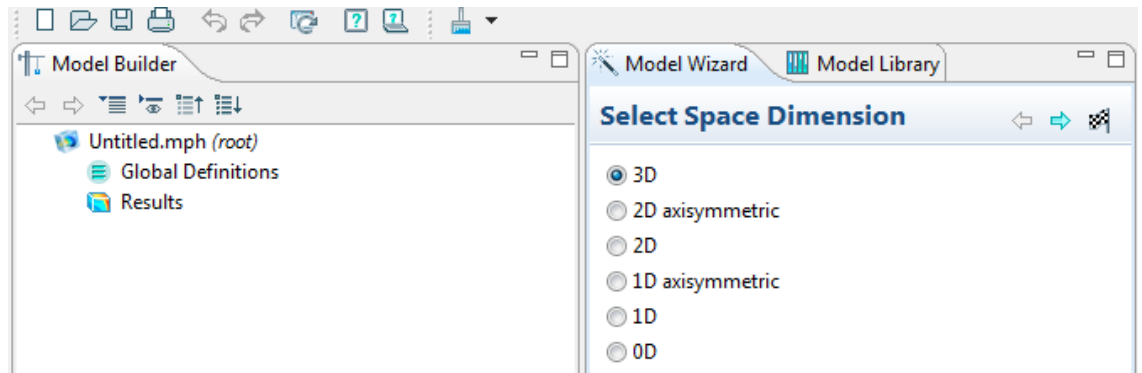 Model Builder
Untitled.mph (root)
Global Definitions
Results
Model Wizard
Model Library
Select Space Dimension
3D
2D axisymmetric
2D
1D axisymmetric
1D
0D